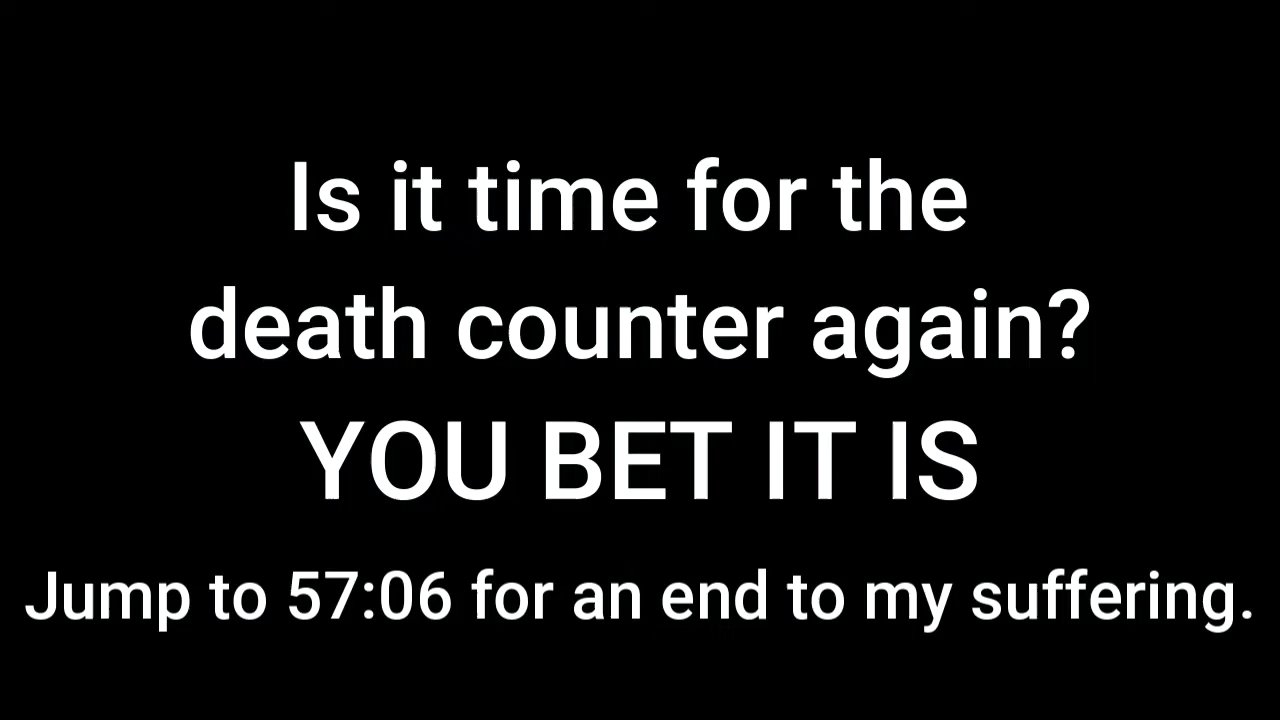 Is it time for the
death counter again?
YOU BET IT IS
Jump to 57:06 for an end to my suffering.